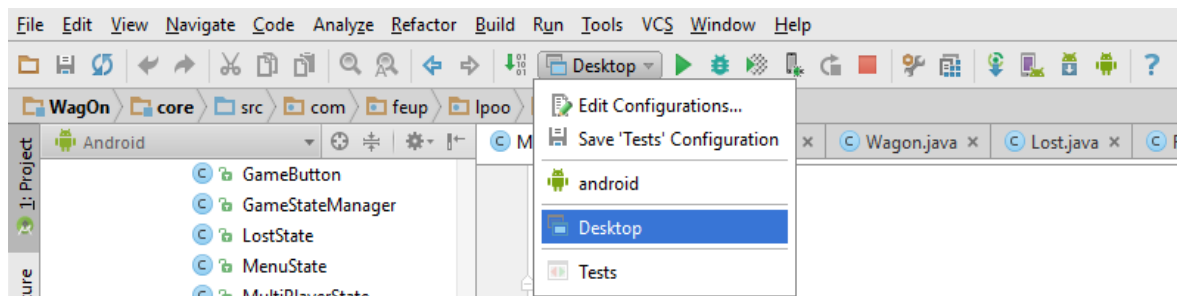 File Edit View Navigate Code Analyze Refactor Build Run Tools VCS Window Help
Desktop
WagOn core src com feup lpoo
Edit Configurations...
Save 'Tests' Configuration
android
Desktop
Tests
1: Project
Android
M
Wagon.java
Lost.java
GameButton
GameStateManager
LostState
MenuState
MultiPlayerState